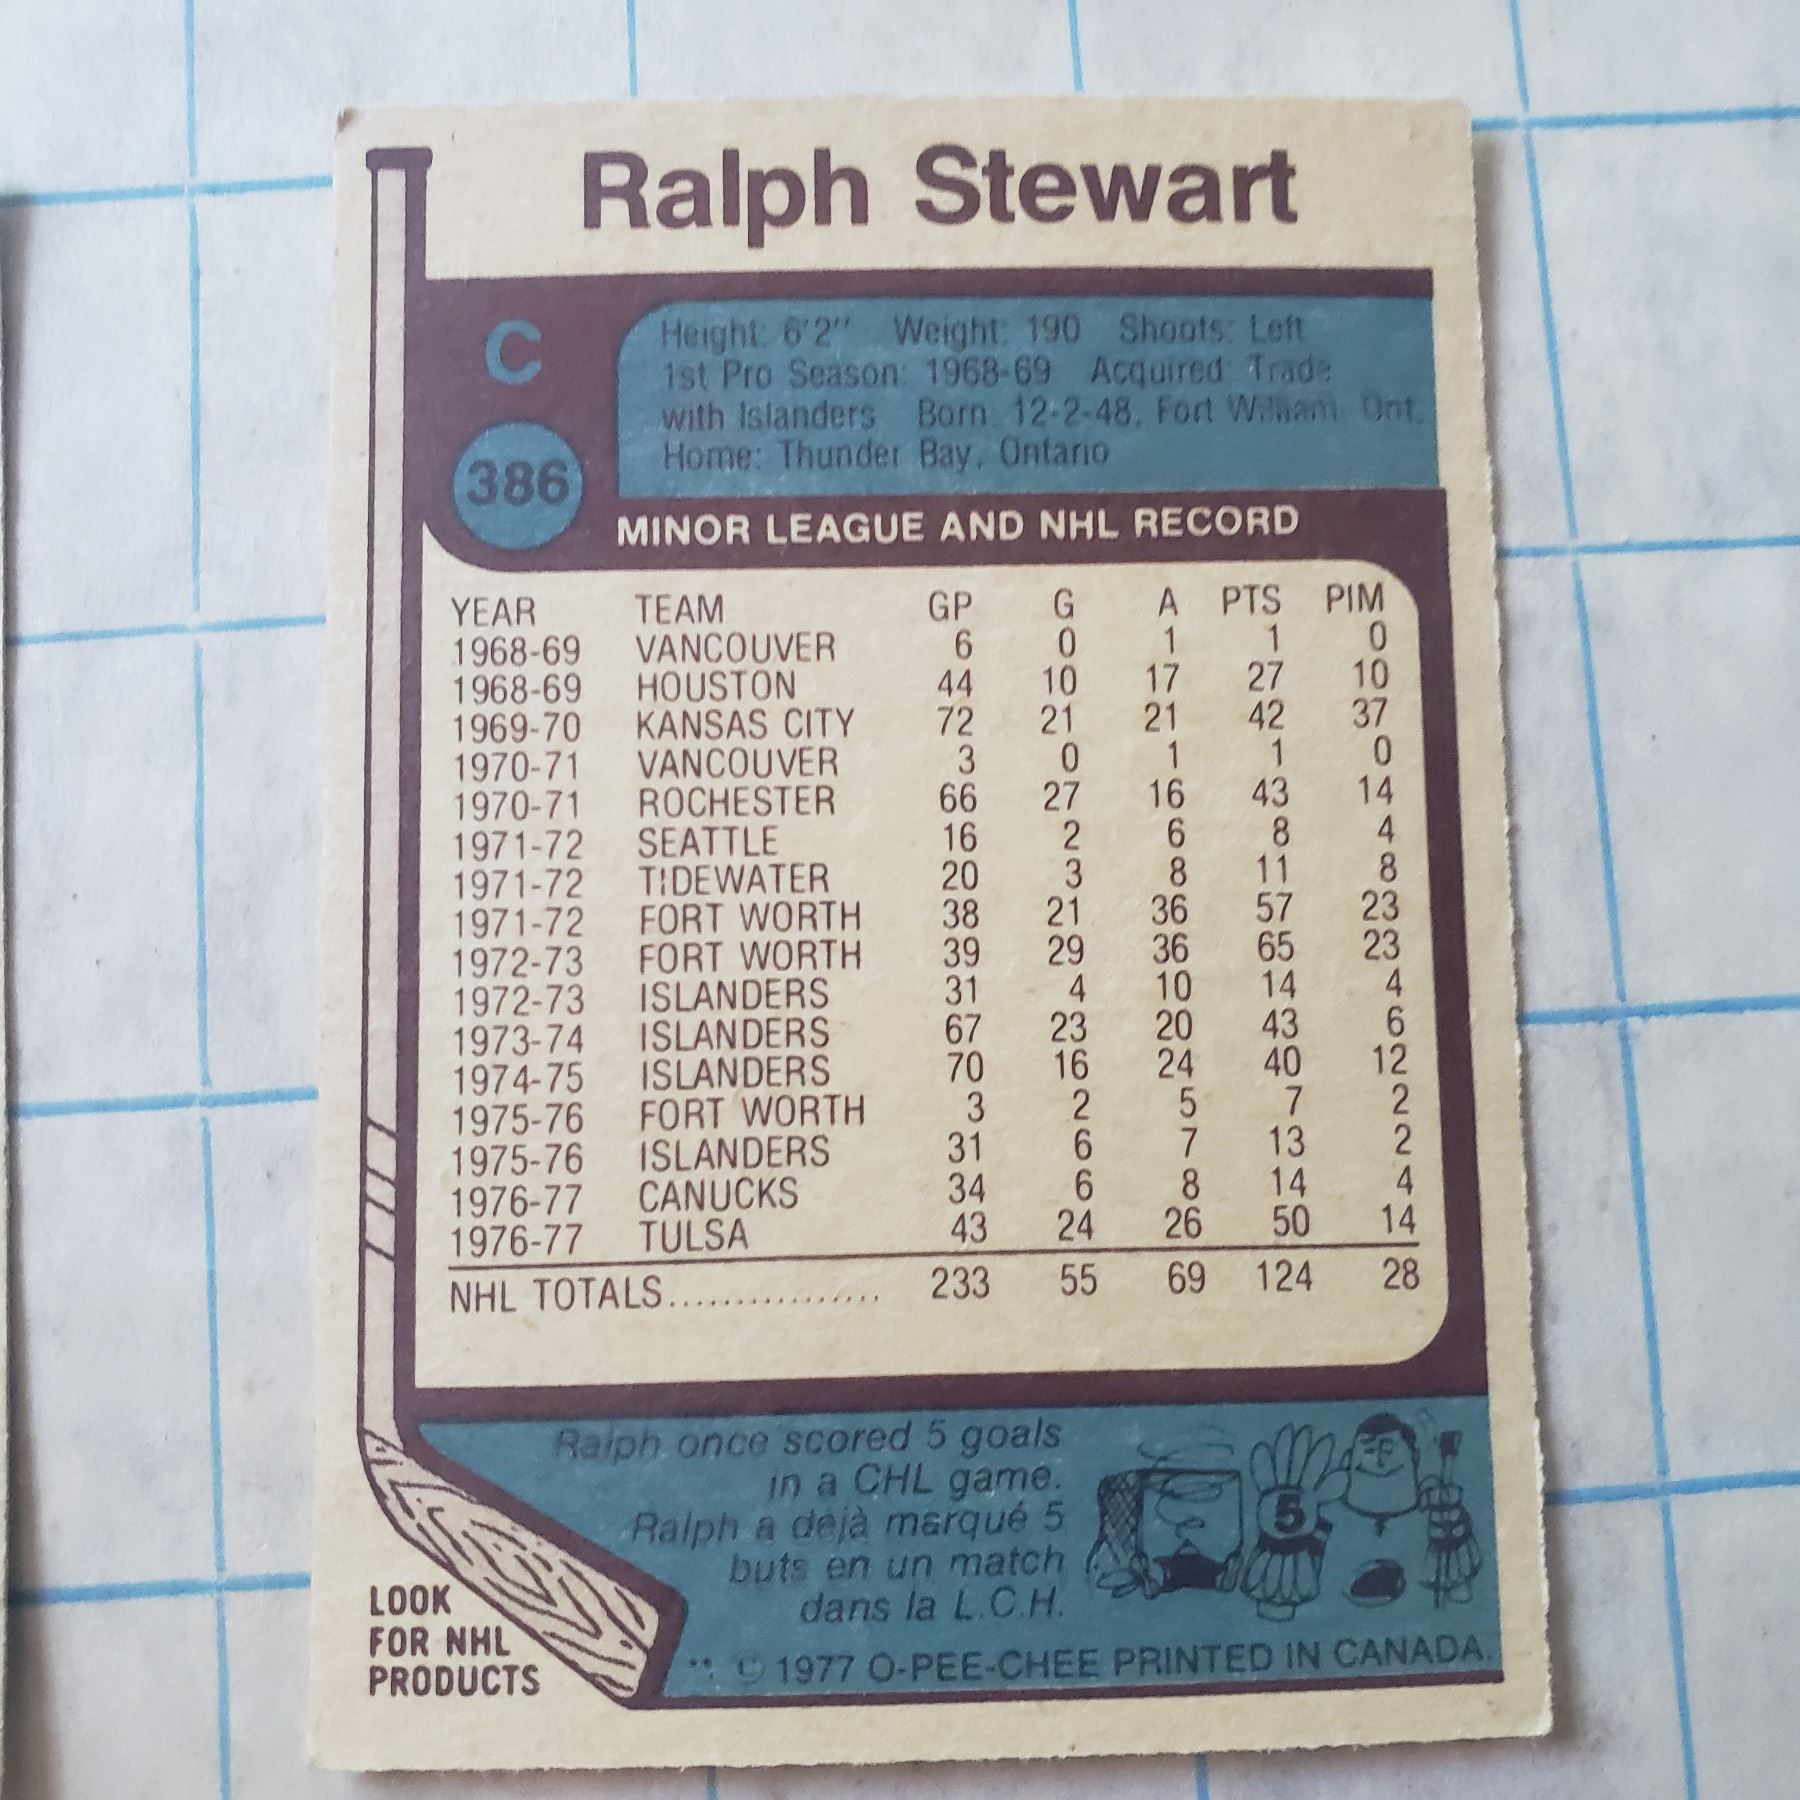 Ralph Stewart
C
386
Height: 6'2" Weight: 190 Shoots: Left
1st Pro Season: 1968-69 Acquired: Trade
with Islanders Born: 12-2-48, Fort William, Ont.
Home: Thunder Bay, Ontario
MINOR LEAGUE AND NHL RECORD
YEAR TEAM GP G A PTS PIM
1968-69 VANCOUVER 6 0 1 1 0
1968-69 HOUSTON 44 10 17 27 10
1969-70 KANSAS CITY 72 21 21 42 37
1970-71 VANCOUVER 3 0 1 1 0
1970-71 ROCHESTER 66 27 16 43 14
1971-72 SEATTLE 16 2 6 8 4
1971-72 TIDEWATER 20 3 8 11 8
1971-72 FORT WORTH 38 21 36 57 23
1972-73 FORT WORTH 39 29 36 65 23
1972-73 ISLANDERS 31 4 10 14 4
1973-74 ISLANDERS 67 23 20 43 6
1974-75 ISLANDERS 70 16 24 40 12
1975-76 FORT WORTH 3 2 5 7 2
1975-76 ISLANDERS 31 6 7 13 2
1976-77 CANUCKS 34 6 8 14 4
1976-77 TULSA 43 24 26 50 14
NHL TOTALS................ 233 55 69 124 28
Ralph once scored 5 goals
in a CHL game.
Ralph a déjà marqué 5
buts en un match
dans la L.C.H.
5
LOOK
FOR NHL
PRODUCTS
** © 1977 O-PEE-CHEE PRINTED IN CANADA.